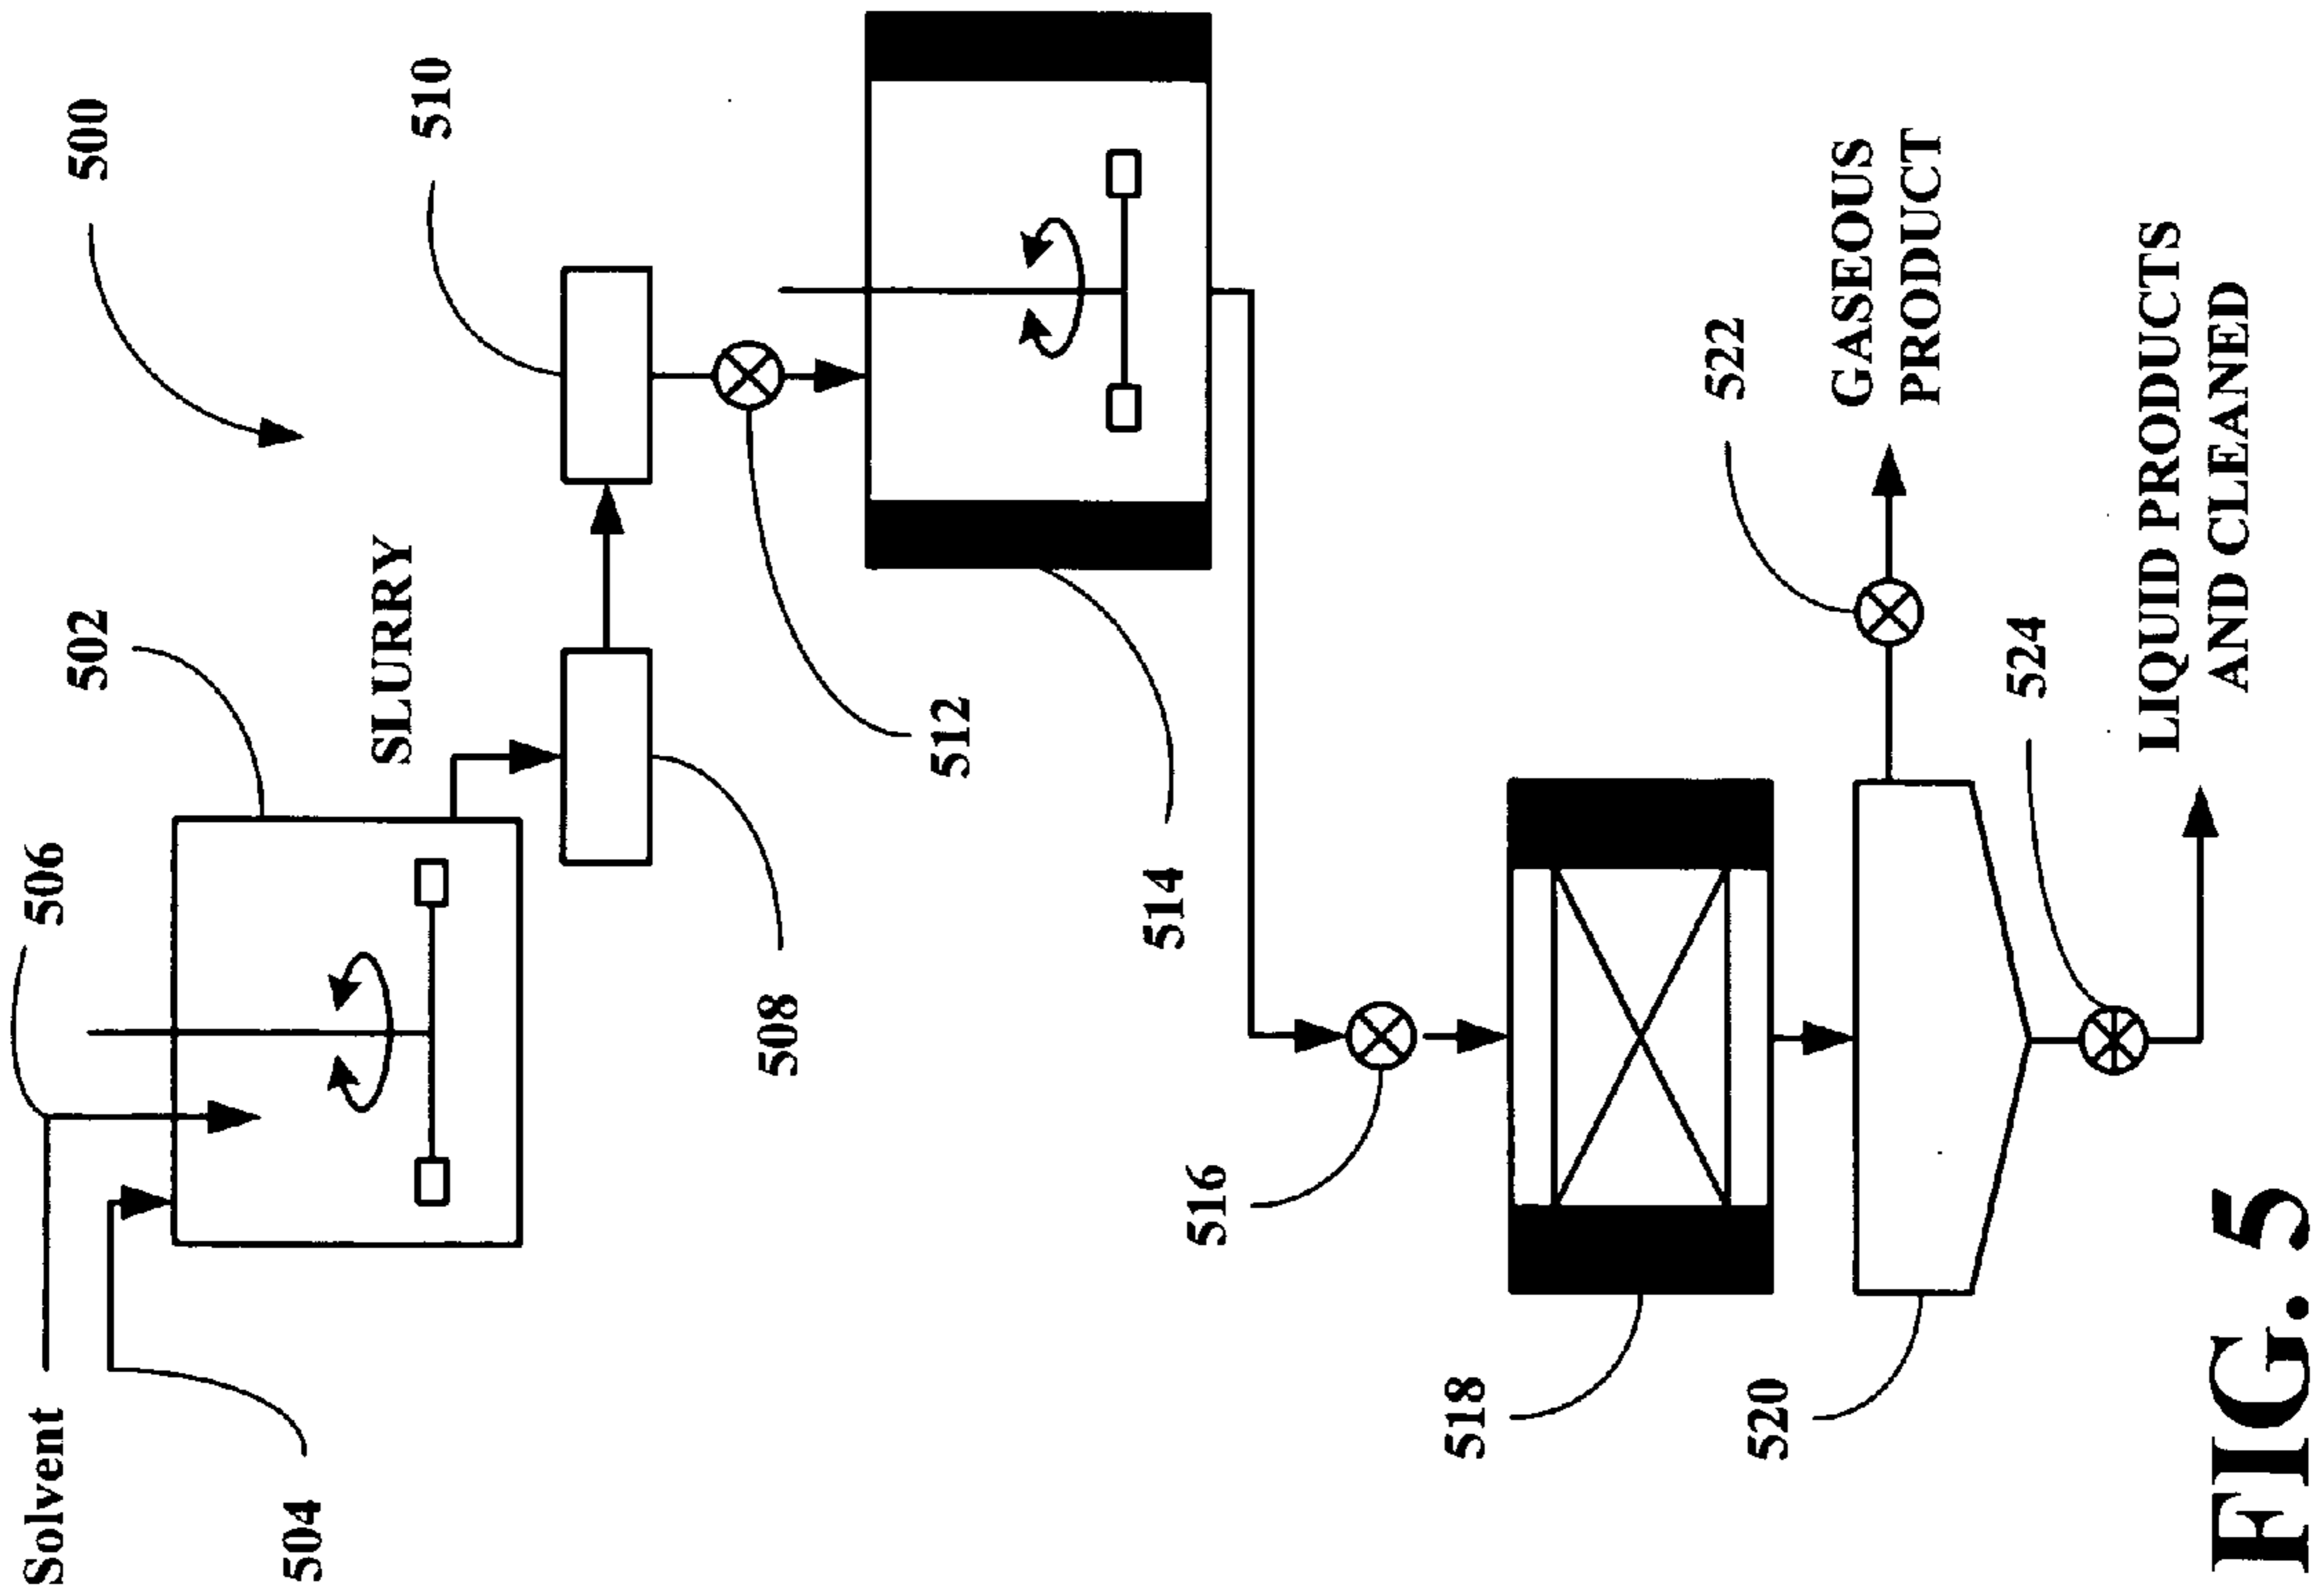 500
Solvent
506
502
504
SLURRY
510
508
512
514
516
518
520
522
GASEOUS
PRODUCT
524
LIQUID PRODUCTS
AND CLEANED
FIG. 5